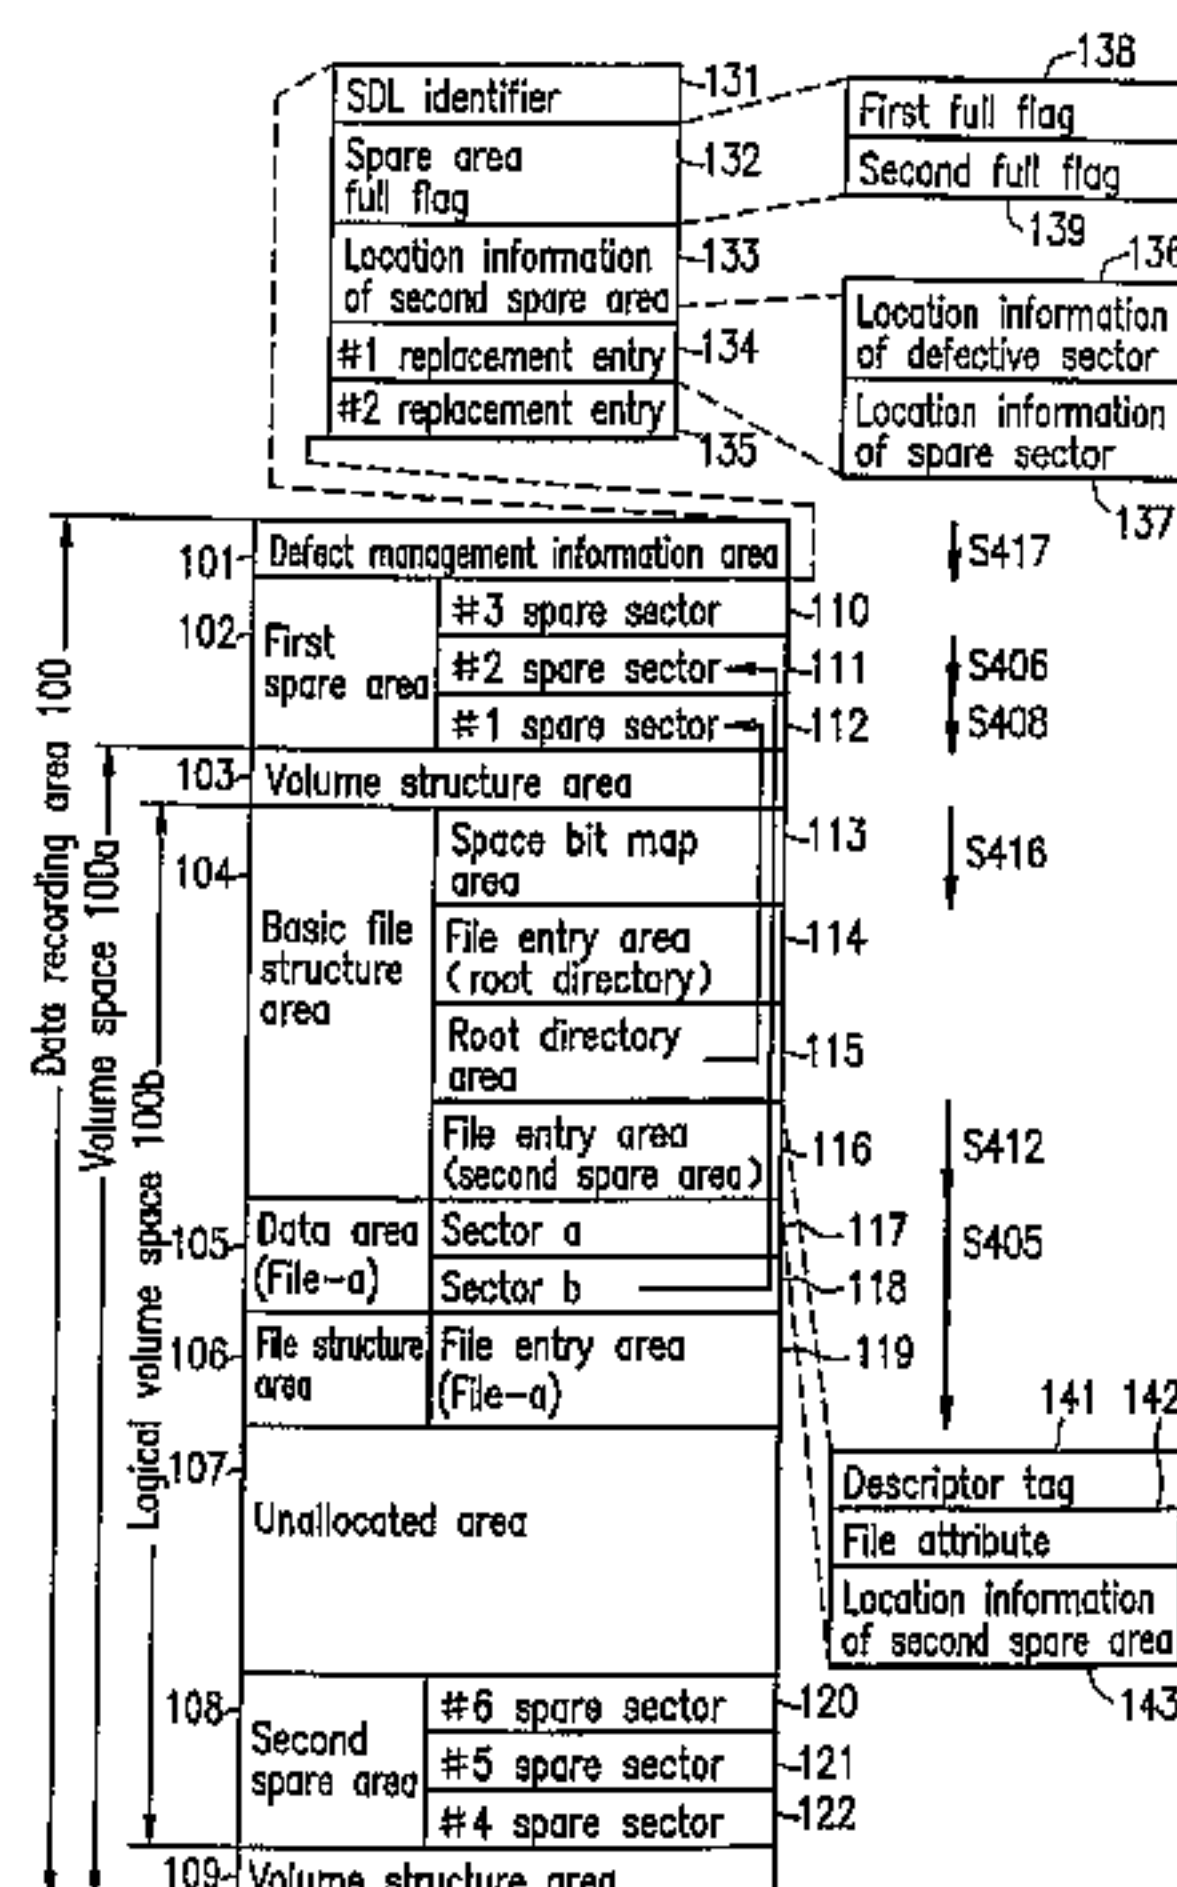 138
SDL identifier
131
First full flag
Spare area
full flag
132
Second full flag
139
Location information
of second spare area
133
136
Location information
of defective sector
#1 replacement entry
134
#2 replacement entry
135
Location information
of spare sector
137
101
Defect management information area
S417
102
First
spare area
#3 spare sector
110
#2 spare sector
111
S406
#1 spare sector
112
S408
103
Volume structure area
104
Basic file
structure
area
Space bit map
area
113
S416
File entry area
(root directory)
114
Root directory
area
115
File entry area
(second spare area)
116
S412
105
Data area
(File-a)
Sector a
117
S405
Sector b
118
106
File structure
area
File entry area
(File-a)
119
141
142
107
Unallocated area
Descriptor tag
File attribute
Location information
of second spare area
143
108
Second
spare area
#6 spare sector
120
#5 spare sector
121
#4 spare sector
122
109
Volume structure area
Data recording area 100
Volume space 100a
Logical volume space 100b